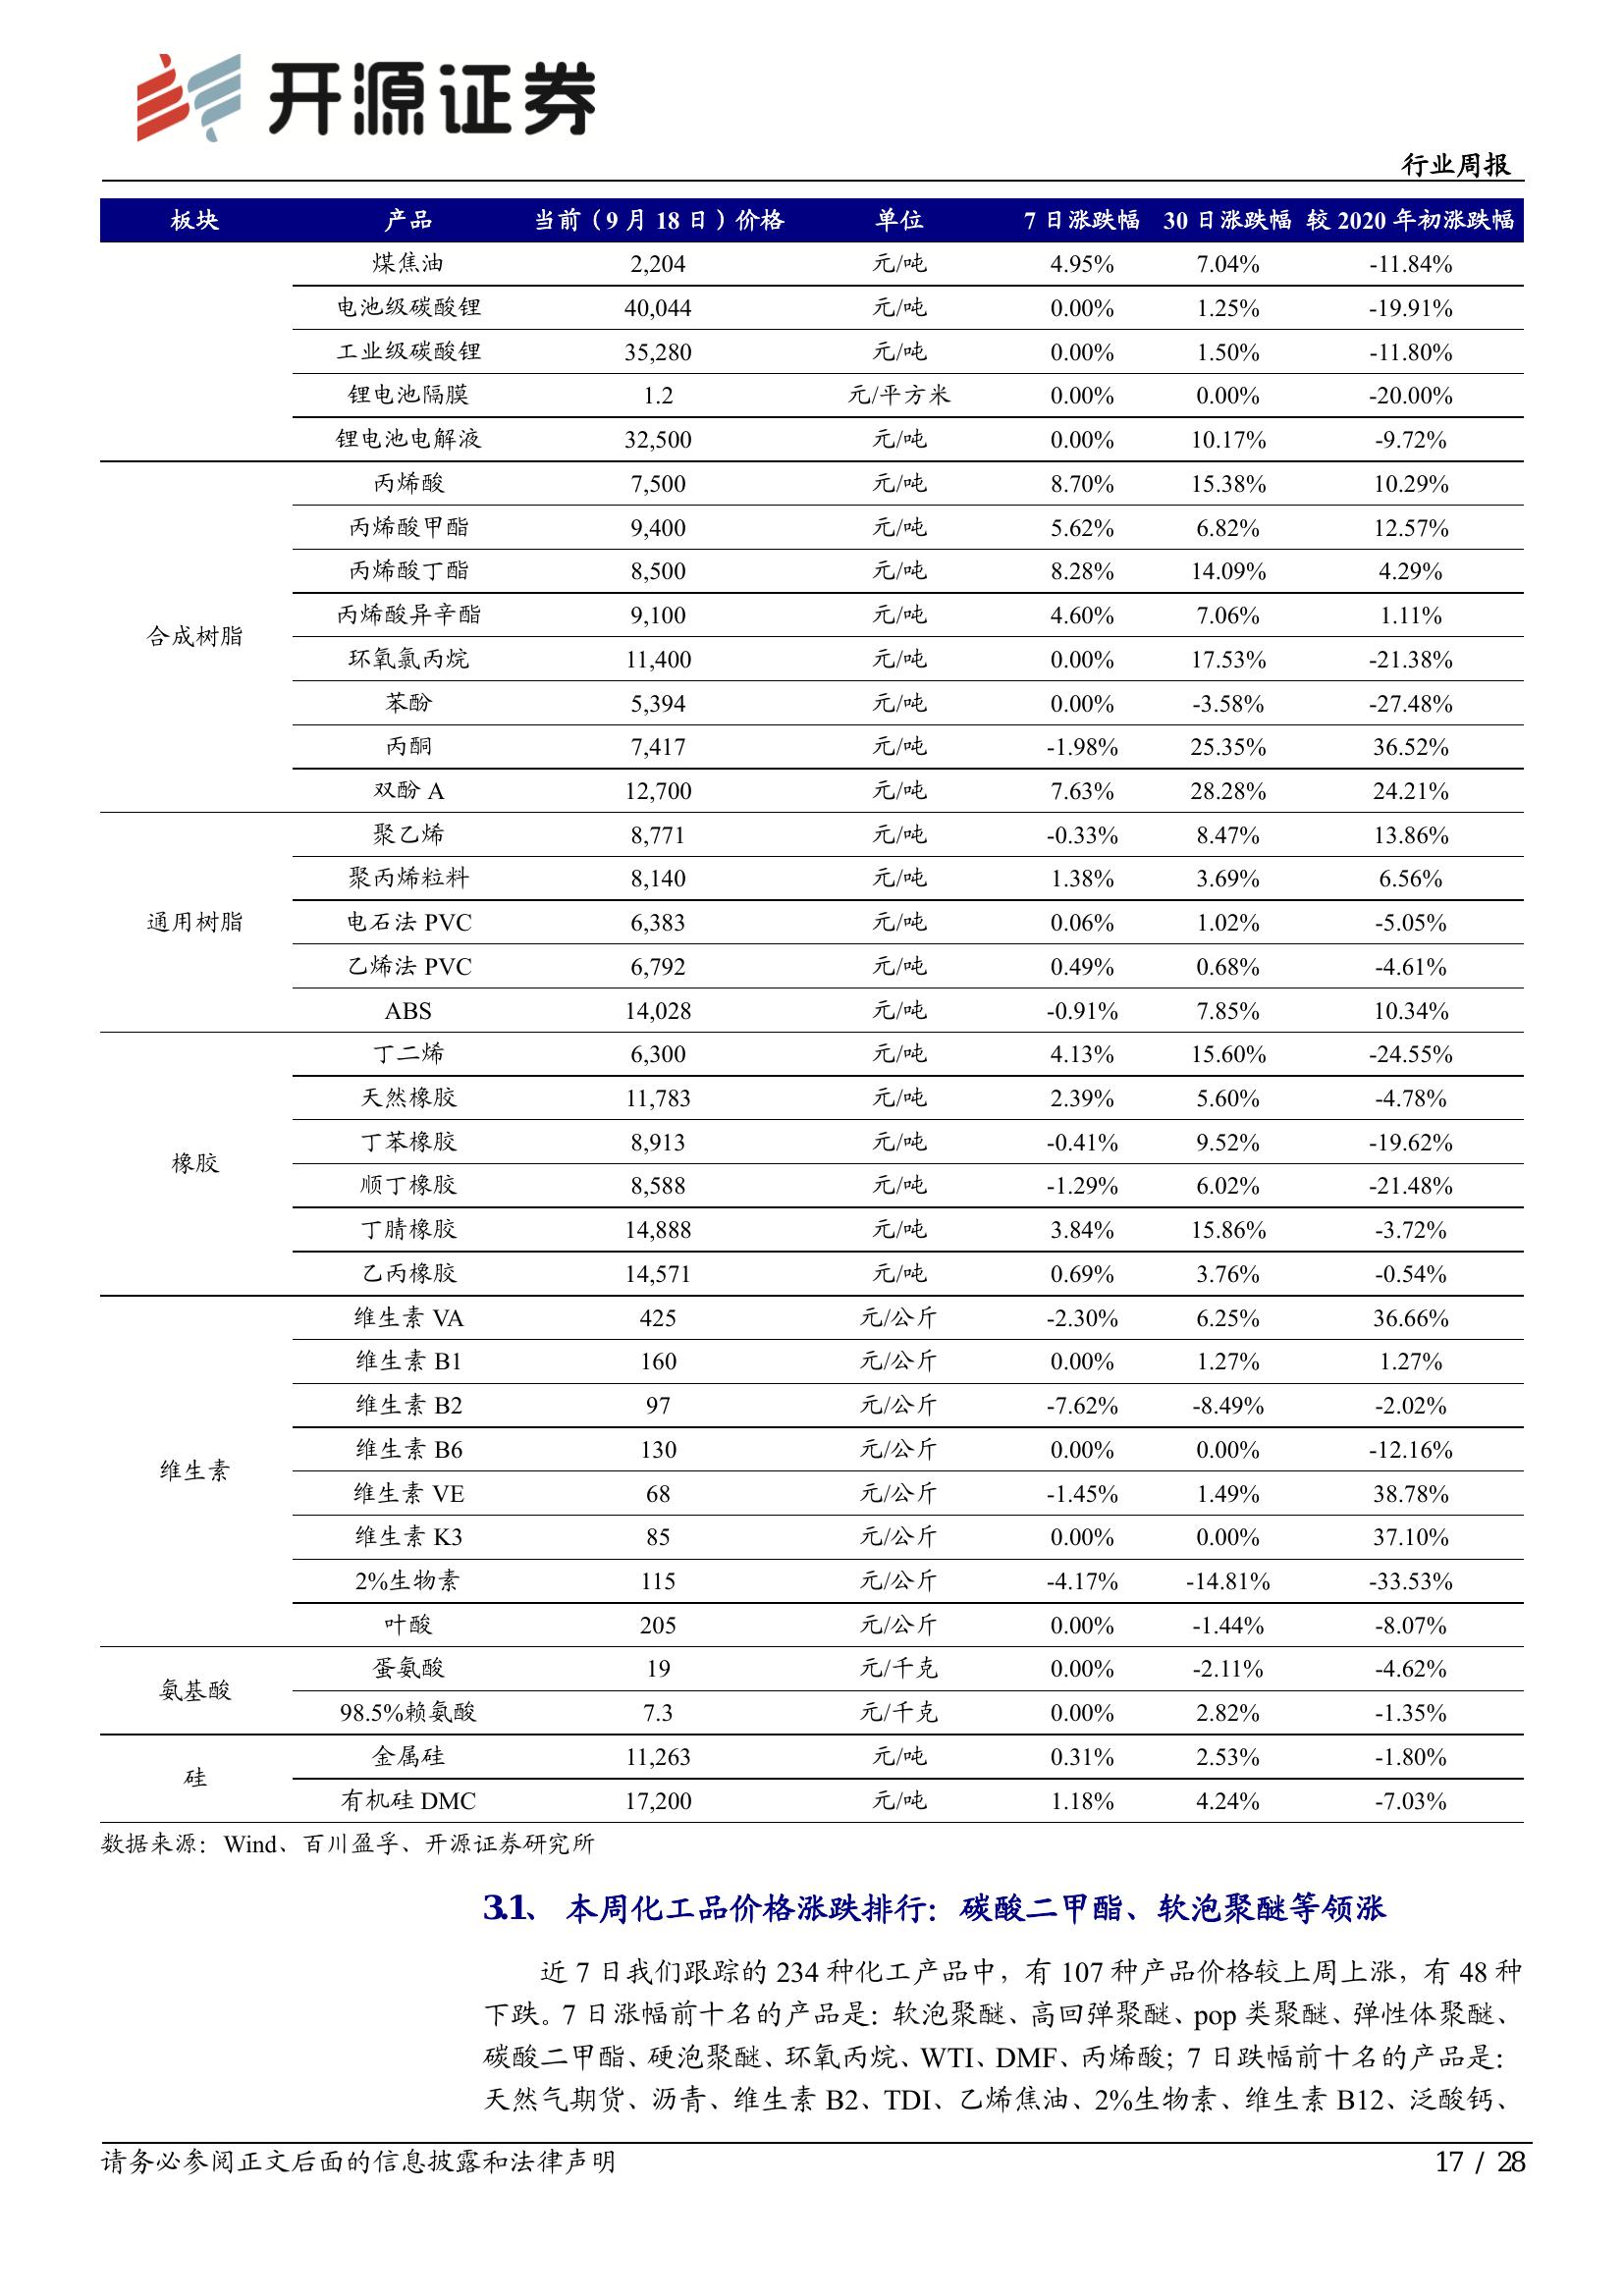 开源证券
行业周报
板块 产品 当前（9 月 18 日）价格 单位 7 日涨跌幅 30 日涨跌幅 较 2020 年初涨跌幅
煤焦油 2,204 元/吨 4.95% 7.04% -11.84%
电池级碳酸锂 40,044 元/吨 0.00% 1.25% -19.91%
工业级碳酸锂 35,280 元/吨 0.00% 1.50% -11.80%
锂电池隔膜 1.2 元/平方米 0.00% 0.00% -20.00%
锂电池电解液 32,500 元/吨 0.00% 10.17% -9.72%
合成树脂
丙烯酸 7,500 元/吨 8.70% 15.38% 10.29%
丙烯酸甲酯 9,400 元/吨 5.62% 6.82% 12.57%
丙烯酸丁酯 8,500 元/吨 8.28% 14.09% 4.29%
丙烯酸异辛酯 9,100 元/吨 4.60% 7.06% 1.11%
环氧氯丙烷 11,400 元/吨 0.00% 17.53% -21.38%
苯酚 5,394 元/吨 0.00% -3.58% -27.48%
丙酮 7,417 元/吨 -1.98% 25.35% 36.52%
双酚 A 12,700 元/吨 7.63% 28.28% 24.21%
通用树脂
聚乙烯 8,771 元/吨 -0.33% 8.47% 13.86%
聚丙烯粒料 8,140 元/吨 1.38% 3.69% 6.56%
电石法 PVC 6,383 元/吨 0.06% 1.02% -5.05%
乙烯法 PVC 6,792 元/吨 0.49% 0.68% -4.61%
ABS 14,028 元/吨 -0.91% 7.85% 10.34%
橡胶
丁二烯 6,300 元/吨 4.13% 15.60% -24.55%
天然橡胶 11,783 元/吨 2.39% 5.60% -4.78%
丁苯橡胶 8,913 元/吨 -0.41% 9.52% -19.62%
顺丁橡胶 8,588 元/吨 -1.29% 6.02% -21.48%
丁腈橡胶 14,888 元/吨 3.84% 15.86% -3.72%
乙丙橡胶 14,571 元/吨 0.69% 3.76% -0.54%
维生素
维生素 VA 425 元/公斤 -2.30% 6.25% 36.66%
维生素 B1 160 元/公斤 0.00% 1.27% 1.27%
维生素 B2 97 元/公斤 -7.62% -8.49% -2.02%
维生素 B6 130 元/公斤 0.00% 0.00% -12.16%
维生素 VE 68 元/公斤 -1.45% 1.49% 38.78%
维生素 K3 85 元/公斤 0.00% 0.00% 37.10%
2%生物素 115 元/公斤 -4.17% -14.81% -33.53%
叶酸 205 元/公斤 0.00% -1.44% -8.07%
氨基酸
蛋氨酸 19 元/千克 0.00% -2.11% -4.62%
98.5%赖氨酸 7.3 元/千克 0.00% 2.82% -1.35%
硅
金属硅 11,263 元/吨 0.31% 2.53% -1.80%
有机硅 DMC 17,200 元/吨 1.18% 4.24% -7.03%
数据来源：Wind、百川盈孚、开源证券研究所
3.1、 本周化工品价格涨跌排行：碳酸二甲酯、软泡聚醚等领涨
近 7 日我们跟踪的 234 种化工产品中，有 107 种产品价格较上周上涨，有 48 种
下跌。7 日涨幅前十名的产品是：软泡聚醚、高回弹聚醚、pop 类聚醚、弹性体聚醚、
碳酸二甲酯、硬泡聚醚、环氧丙烷、WTI、DMF、丙烯酸；7 日跌幅前十名的产品是：
天然气期货、沥青、维生素 B2、TDI、乙烯焦油、2%生物素、维生素 B12、泛酸钙、
请务必参阅正文后面的信息披露和法律声明
17 / 28